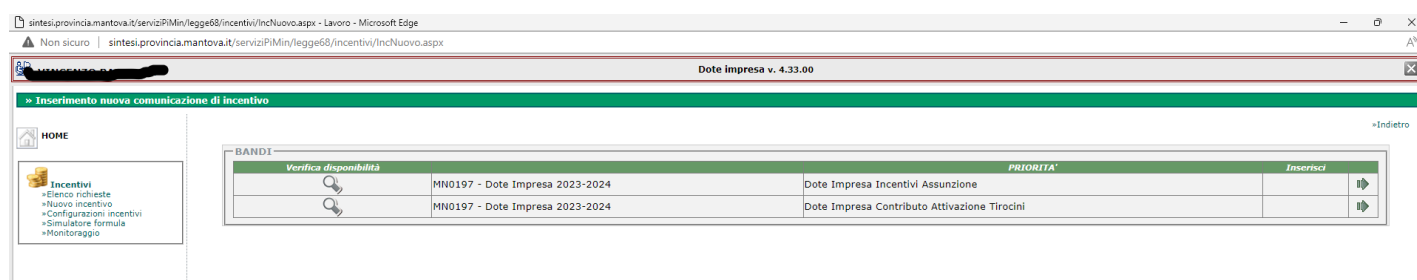 sintesi.provincia.mantova.it/serviziPiMin/legge68/incentivi/IncNuovo.aspx - Lavoro - Microsoft Edge
Non sicuro | sintesi.provincia.mantova.it/serviziPiMin/legge68/incentivi/IncNuovo.aspx
Dote impresa v. 4.33.00
» Inserimento nuova comunicazione di incentivo
»Indietro
HOME
BANDI
Verifica disponibilità PRIORITA' Inserisci
MN0197 - Dote Impresa 2023-2024 Dote Impresa Incentivi Assunzione
MN0197 - Dote Impresa 2023-2024 Dote Impresa Contributo Attivazione Tirocini
Incentivi
»Elenco richieste
»Nuovo incentivo
»Configurazioni incentivi
»Simulatore formula
»Monitoraggio